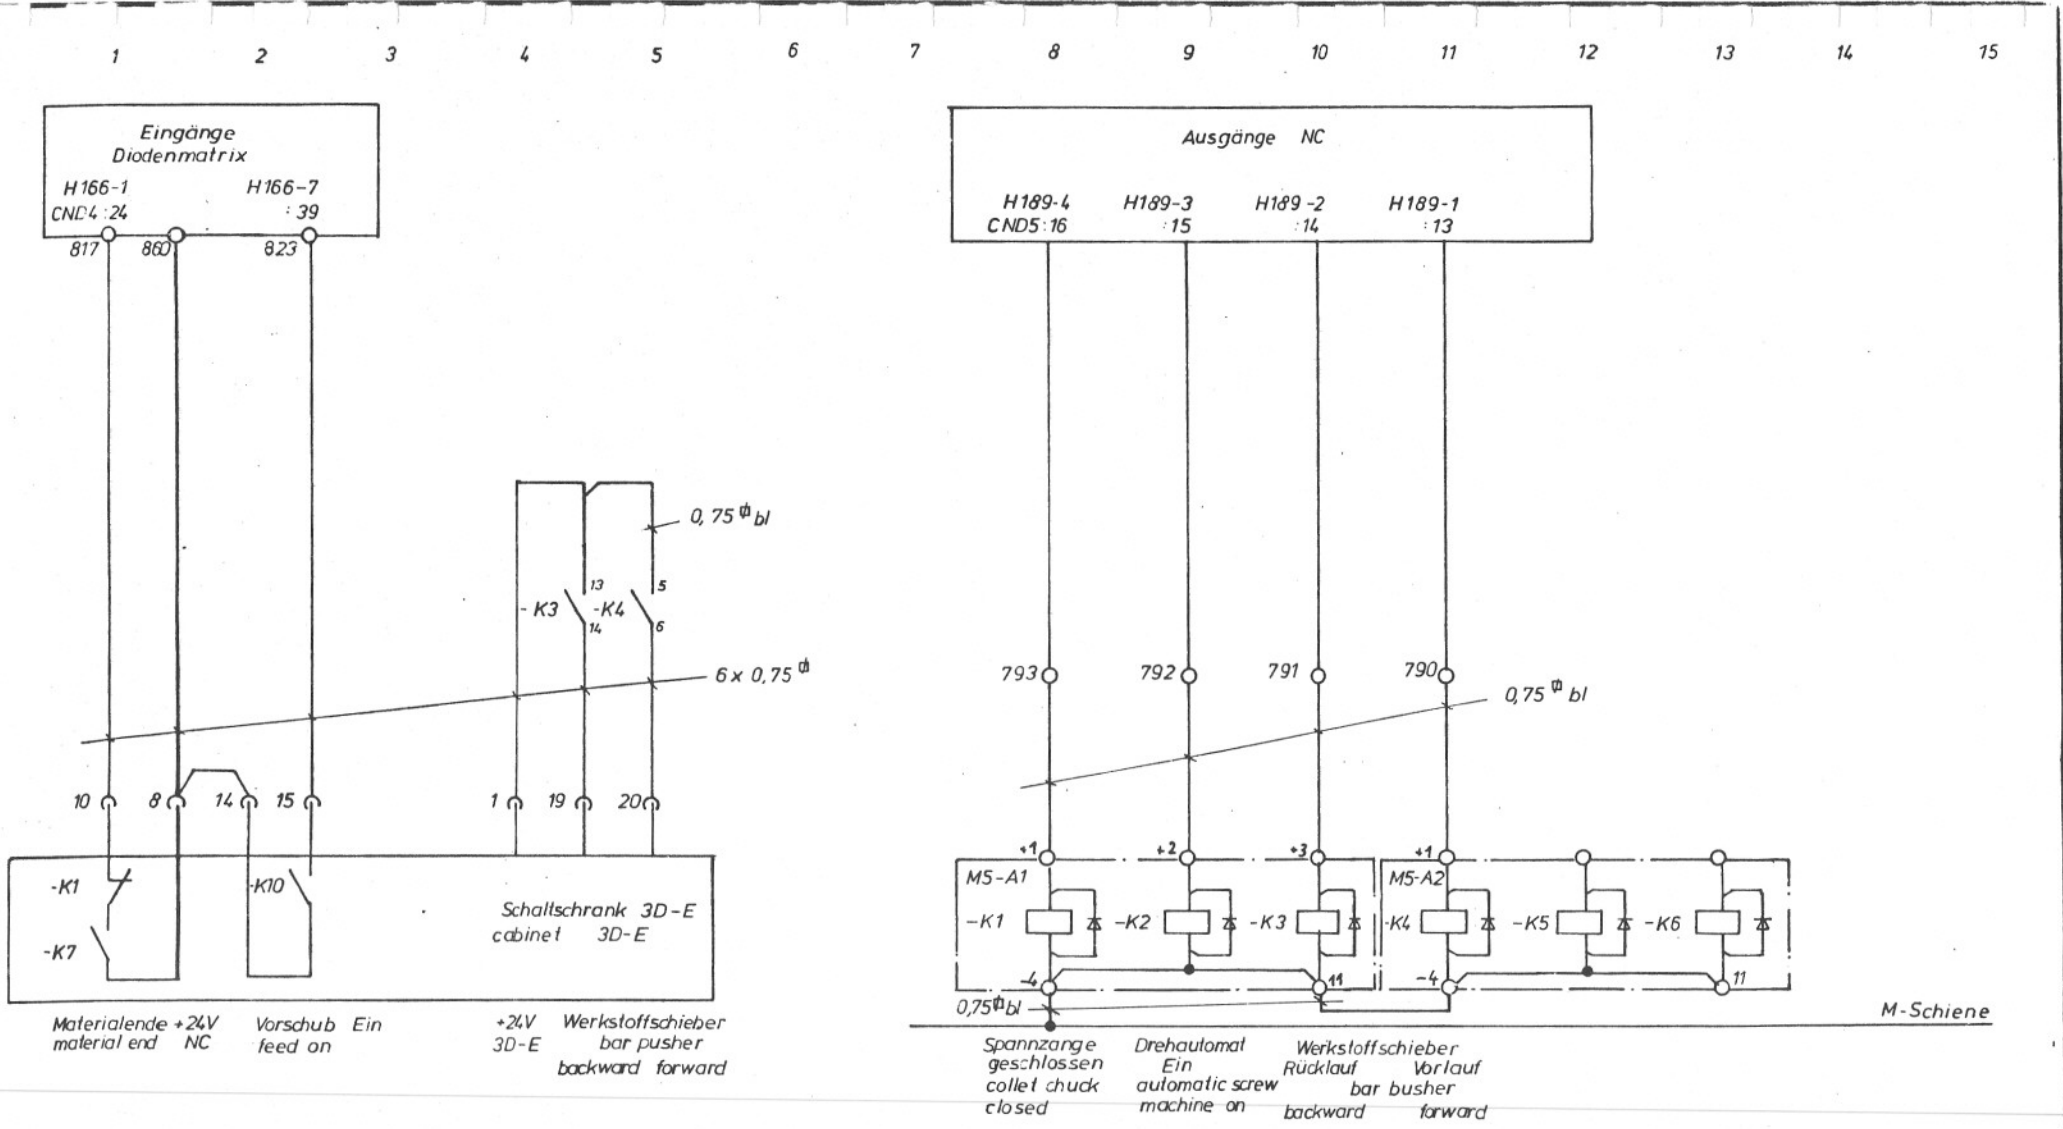 1 2 3 4 5 6 7 8 9 10 11 12 13 14 15
Eingänge
Diodenmatrix
H166-1 H166-7
CND4:24 :39
817 860 823
Ausgänge NC
H189-4 H189-3 H189-2 H189-1
CND5:16 :15 :14 :13
0,75 bl
13 5
-K3 -K4
14 6
6x0,75
793 792 791 790
0,75 bl
10 8 14 15 1 19 20
+1 +2 +3 +1
M5-A1 M5-A2
-K1 -K10
-K7
Schaltschrank 3D-E
cabinet 3D-E
-K1 -K2 -K3 -K4 -K5 -K6
-4 11 -4 11
0,75 bl
M-Schiene
Materialende +24V Vorschub Ein
material end NC feed on
+24V Werkstoffschieber
3D-E bar pusher
backward forward
Spannzange
geschlossen
collet chuck
closed
Drehautomat
Ein
automatic screw
machine on
Werkstoffschieber
Rücklauf Vorlauf
bar busher
backward forward